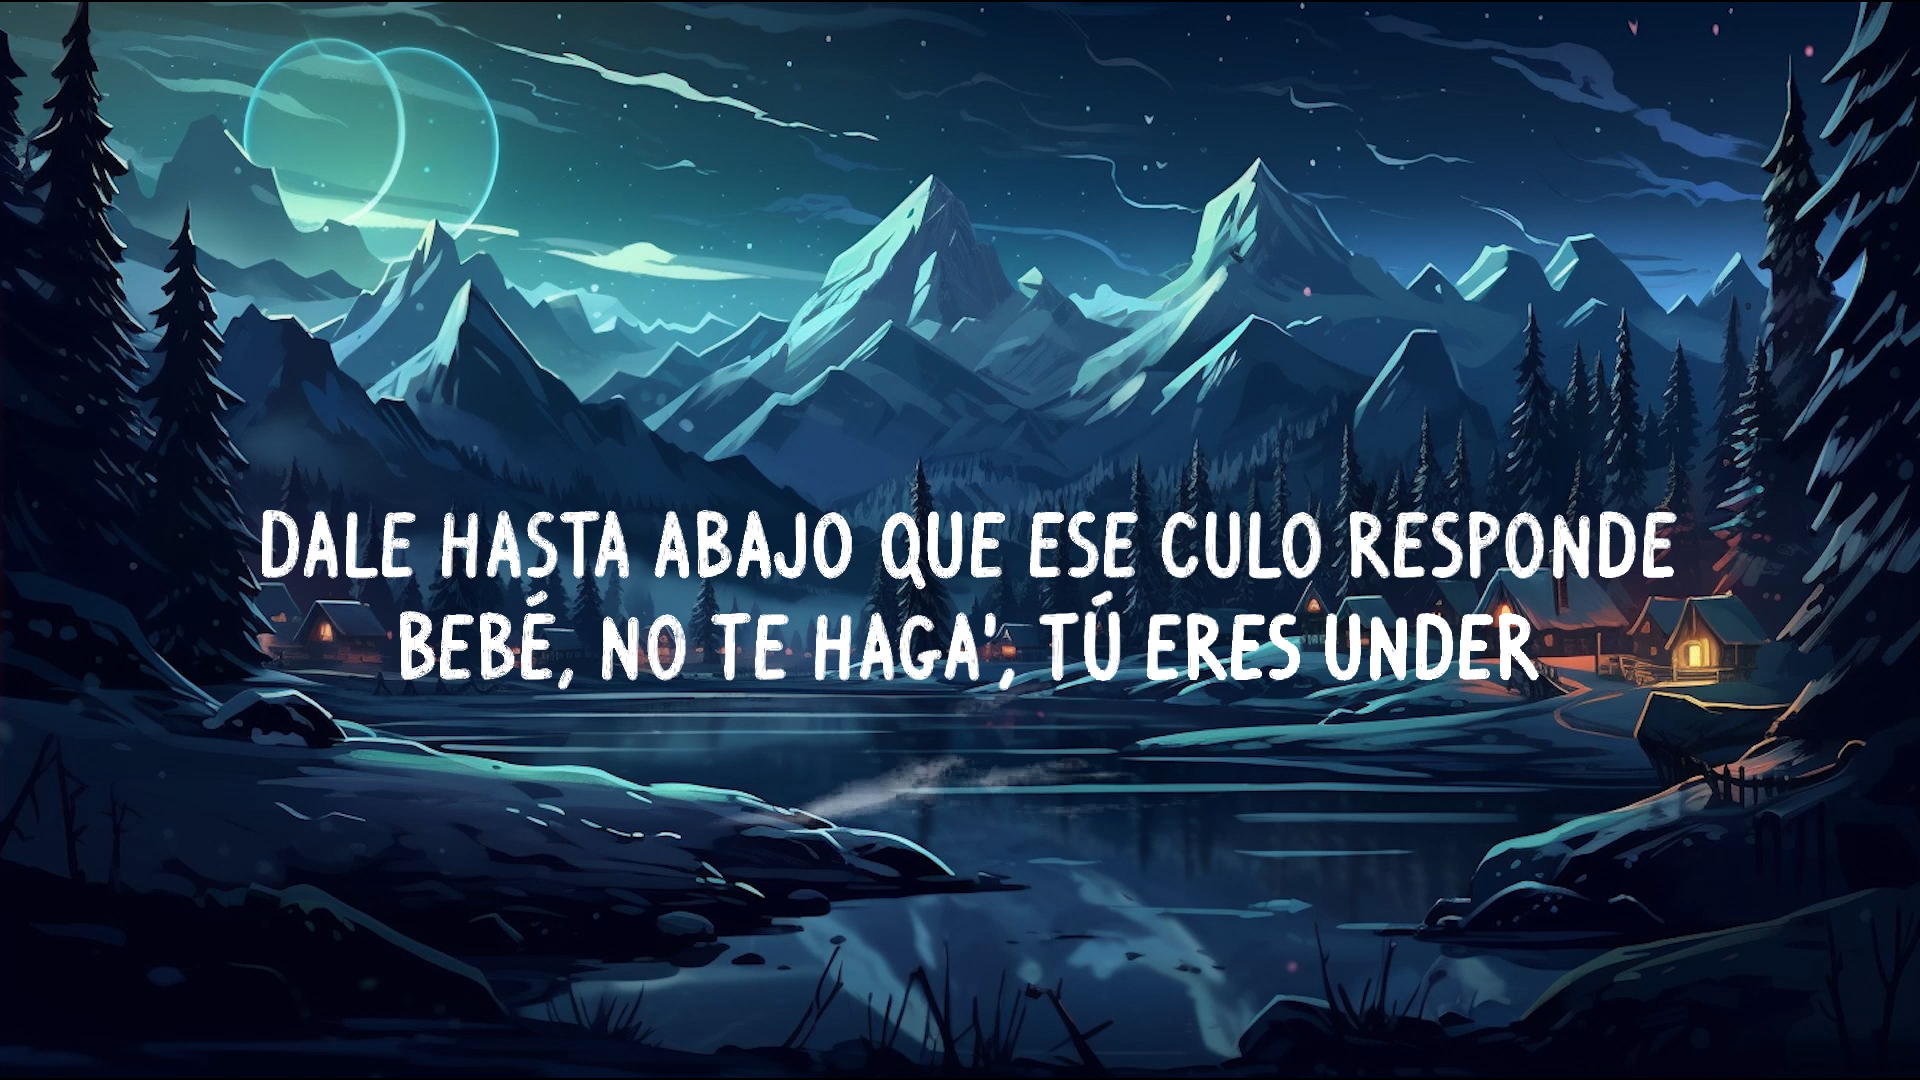 DALE HASTA ABAJO QUE ESE CULO RESPONDE
BEBÉ, NO TE HAGA', TÚ ERES UNDER